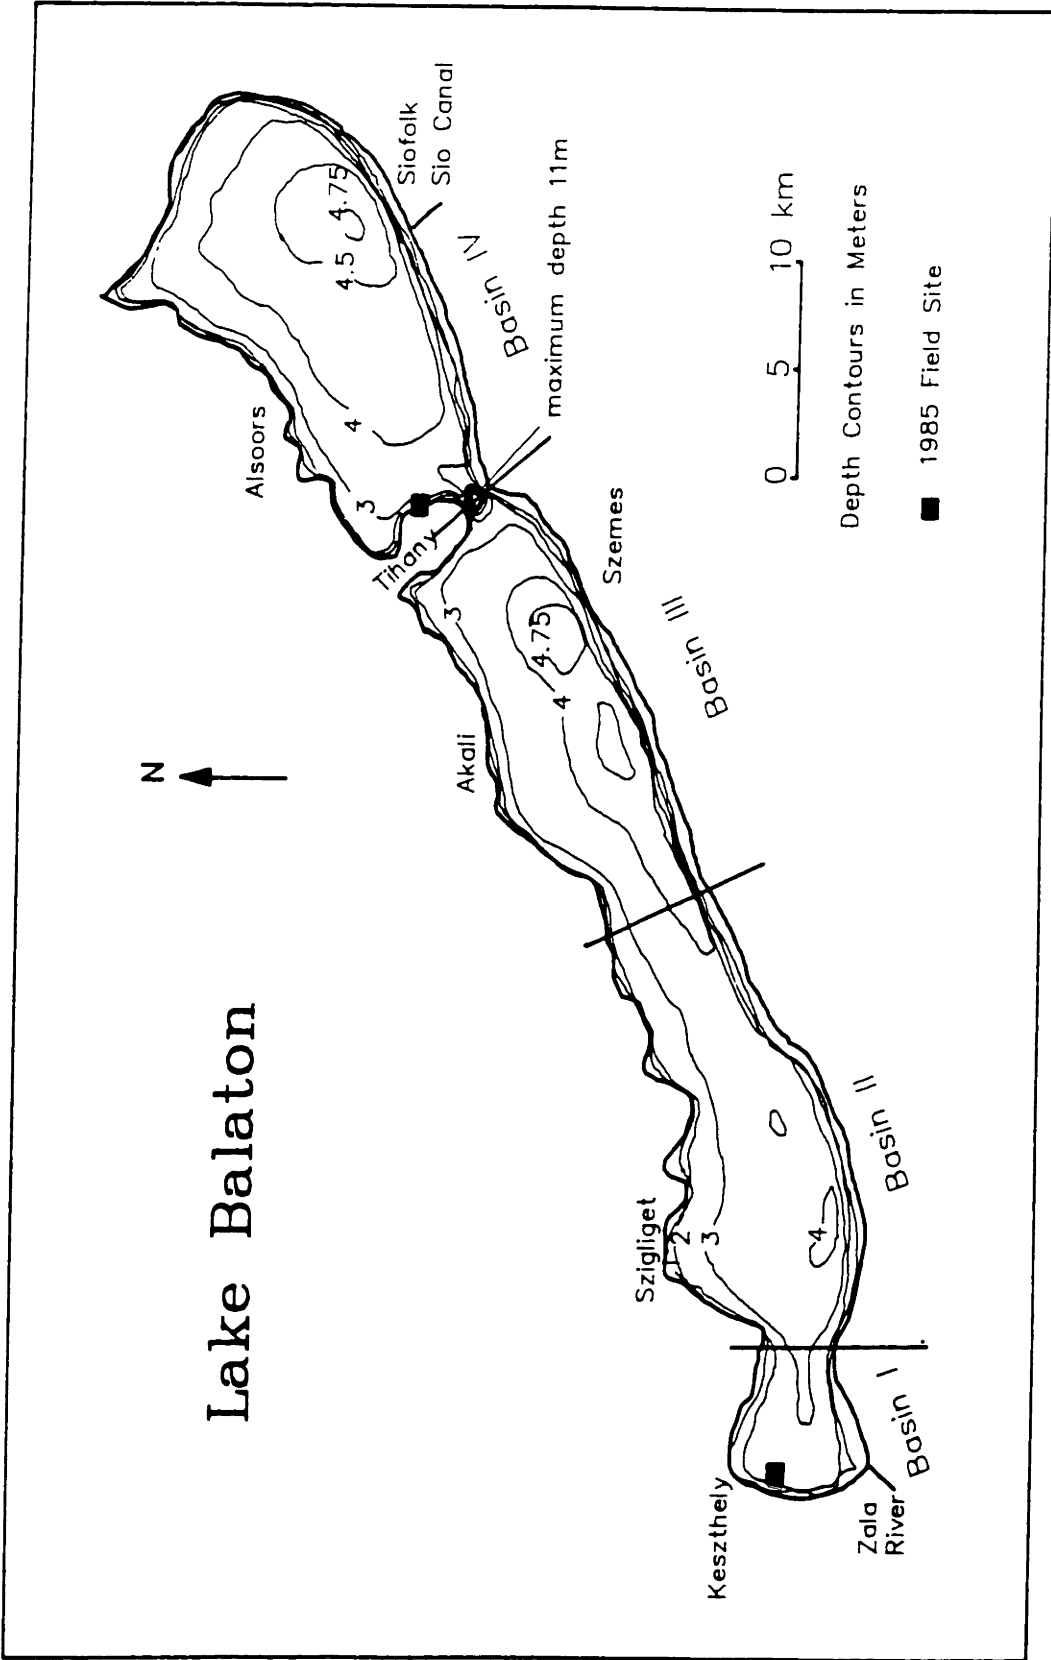 Lake Balaton
N
Alsoors
Siofolk
Sio Canal
4.75
4.5
4
3
Tihany
Basin IV
maximum depth 11m
Akali
3
4.75
4
Szemes
Basin III
Szigliget
1
2
3
4
Basin II
Keszthely
Zala
River
Basin I
0 5 10 km
Depth Contours in Meters
1985 Field Site